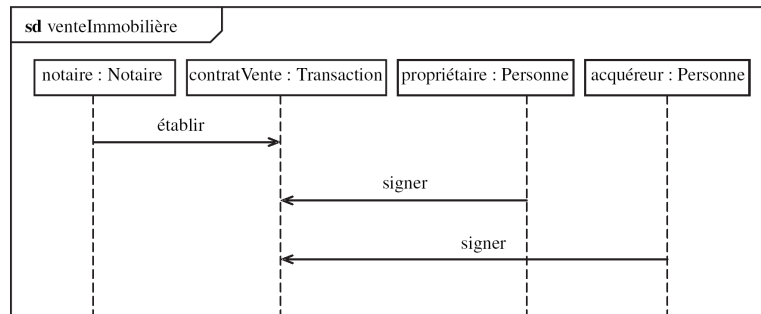 sd venteImmobilière
notaire : Notaire
contratVente : Transaction
propriétaire : Personne
acquéreur : Personne
établir
signer
signer